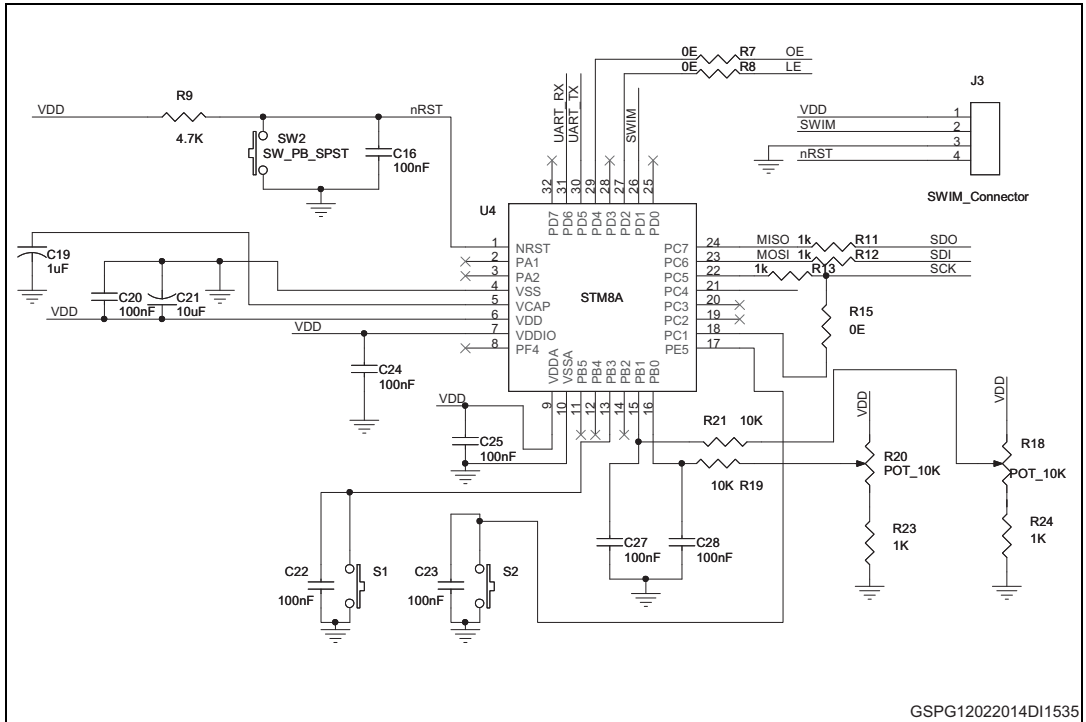 0E R7 OE
0E R8 LE
J3
VDD R9 nRST UART_RX UART_TX SWIM VDD 1
4.7K SWIM 2
SW2 3
SW_PB_SPST C16 nRST 4
100nF
SWIM_Connector
U4 32 31 30 29 28 27 26 25
PD7 PD6 PD5 PD4 PD3 PD2 PD1 PD0
1 NRST PC7 24 MISO 1k R11 SDO
2 PA1 PC6 23 MOSI 1k R12 SDI
3 PA2 PC5 22 1k R13 SCK
4 VSS PC4 21
5 VCAP STM8A PC3 20
6 VDD PC2 19
7 VDDIO PC1 18
8 PF4 PE5 17
C19
1uF
C20 C21
100nF 10uF
VDD
VDD
R15
0E
VDDA VSSA PB5 PB4 PB3 PB2 PB1 PB0
9 10 11 12 13 14 15 16
C24
100nF
VDD
C25
100nF
R21 10K
10K R19
VDD VDD
R20 R18
POT_10K POT_10K
R23 R24
1K 1K
C27 C28
100nF 100nF
C22 S1 C23 S2
100nF 100nF
GSPG12022014DI1535